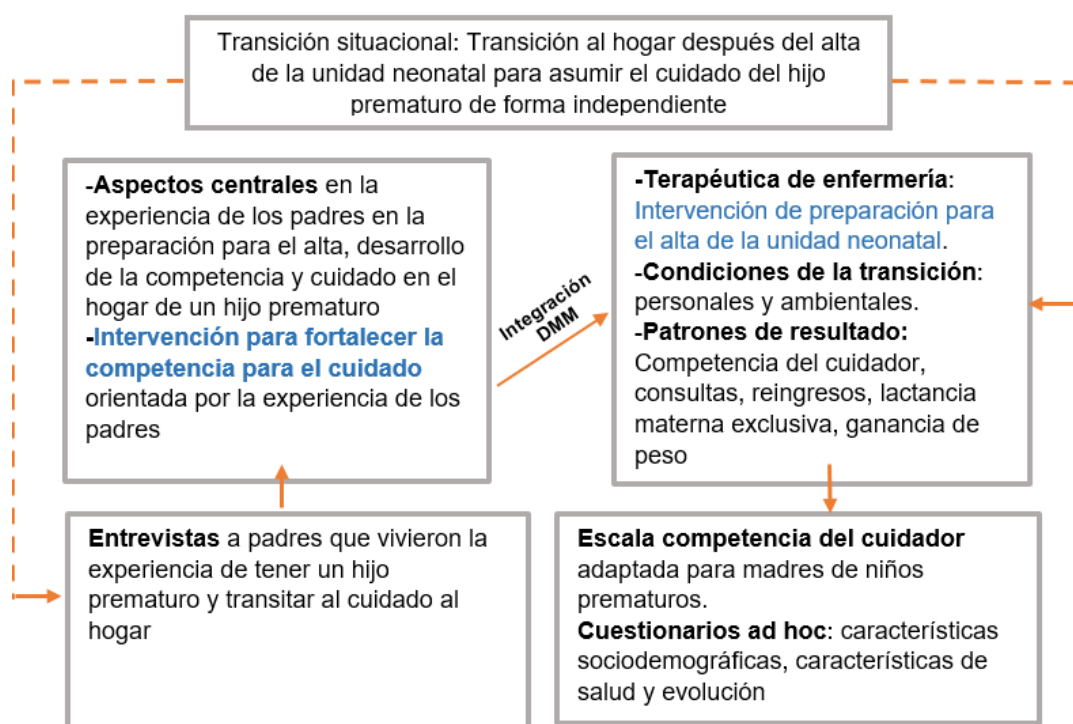 Transición situacional: Transición al hogar después del alta
de la unidad neonatal para asumir el cuidado del hijo
prematuro de forma independiente
-Aspectos centrales en la
experiencia de los padres en la
preparación para el alta, desarrollo
de la competencia y cuidado en el
hogar de un hijo prematuro
-Intervención para fortalecer la
competencia para el cuidado
orientada por la experiencia de los
padres
Integración
DMM
-Terapéutica de enfermería:
Intervención de preparación para
el alta de la unidad neonatal.
-Condiciones de la transición:
personales y ambientales.
-Patrones de resultado:
Competencia del cuidador,
consultas, reingresos, lactancia
materna exclusiva, ganancia de
peso
Entrevistas a padres que vivieron la
experiencia de tener un hijo
prematuro y transitar al cuidado al
hogar
Escala competencia del cuidador
adaptada para madres de niños
prematuros.
Cuestionarios ad hoc: características
sociodemográficas, características de
salud y evolución